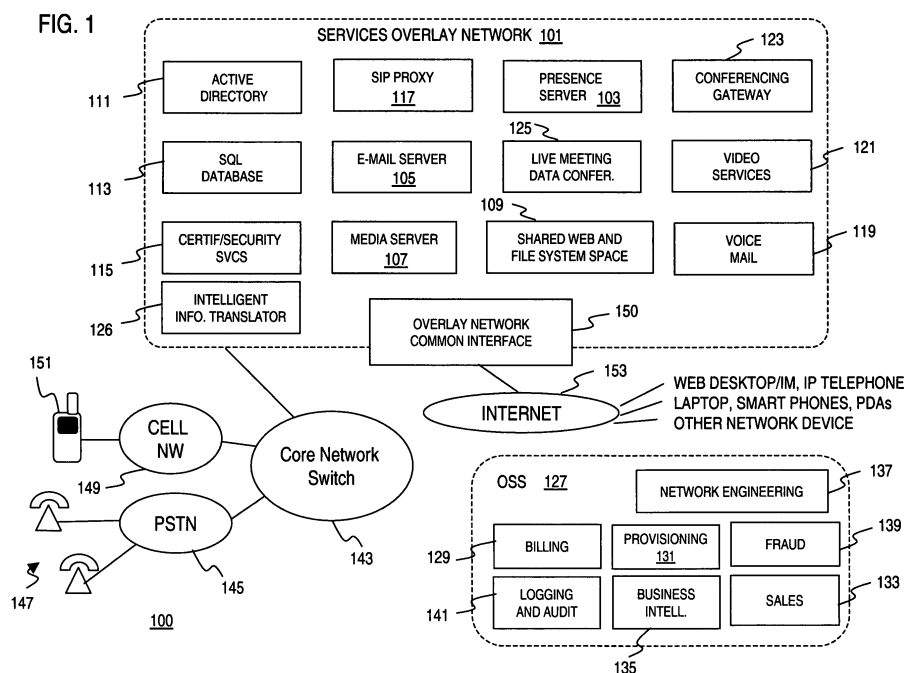 FIG. 1
SERVICES OVERLAY NETWORK 101
123
111
ACTIVE
DIRECTORY
SIP PROXY
117
PRESENCE
SERVER 103
CONFERENCING
GATEWAY
125
113
SQL
DATABASE
E-MAIL SERVER
105
LIVE MEETING
DATA CONFER.
VIDEO
SERVICES
121
109
115
CERTIF/SECURITY
SVCS
MEDIA SERVER
107
SHARED WEB AND
FILE SYSTEM SPACE
VOICE
MAIL
119
126
INTELLIGENT
INFO. TRANSLATOR
OVERLAY NETWORK
COMMON INTERFACE
150
151
153
INTERNET
WEB DESKTOP/IM, IP TELEPHONE
LAPTOP, SMART PHONES, PDAs
OTHER NETWORK DEVICE
CELL
NW
149
Core Network
Switch
143
PSTN
145
147
100
OSS 127
NETWORK ENGINEERING
137
129
BILLING
PROVISIONING
131
FRAUD
139
141
LOGGING
AND AUDIT
BUSINESS
INTELL.
SALES
133
135